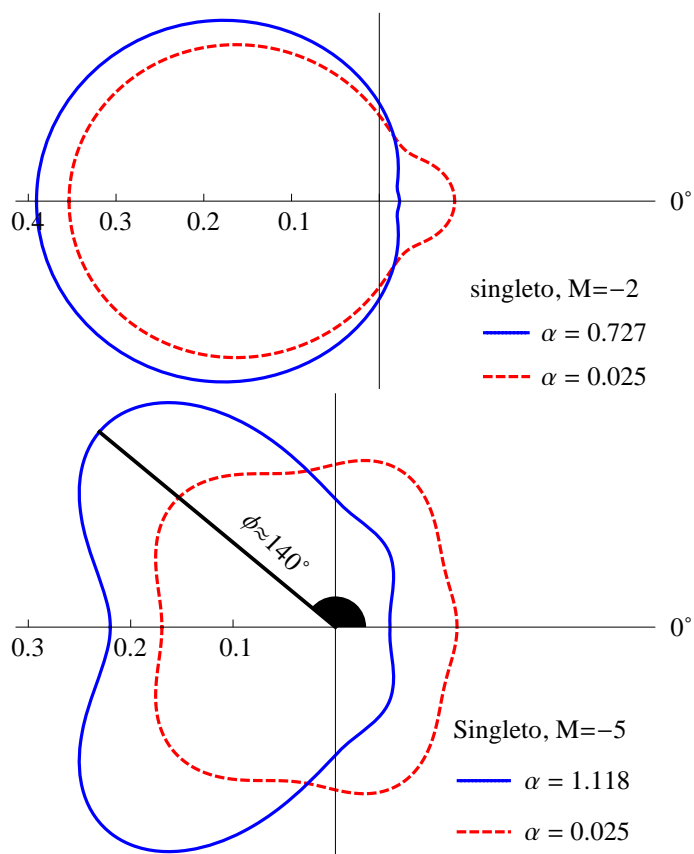 0°
0.4 0.3 0.2 0.1
singleto, M=−2
α = 0.727
α = 0.025
ϕ≈140°
0°
0.3 0.2 0.1
Singleto, M=−5
α = 1.118
α = 0.025